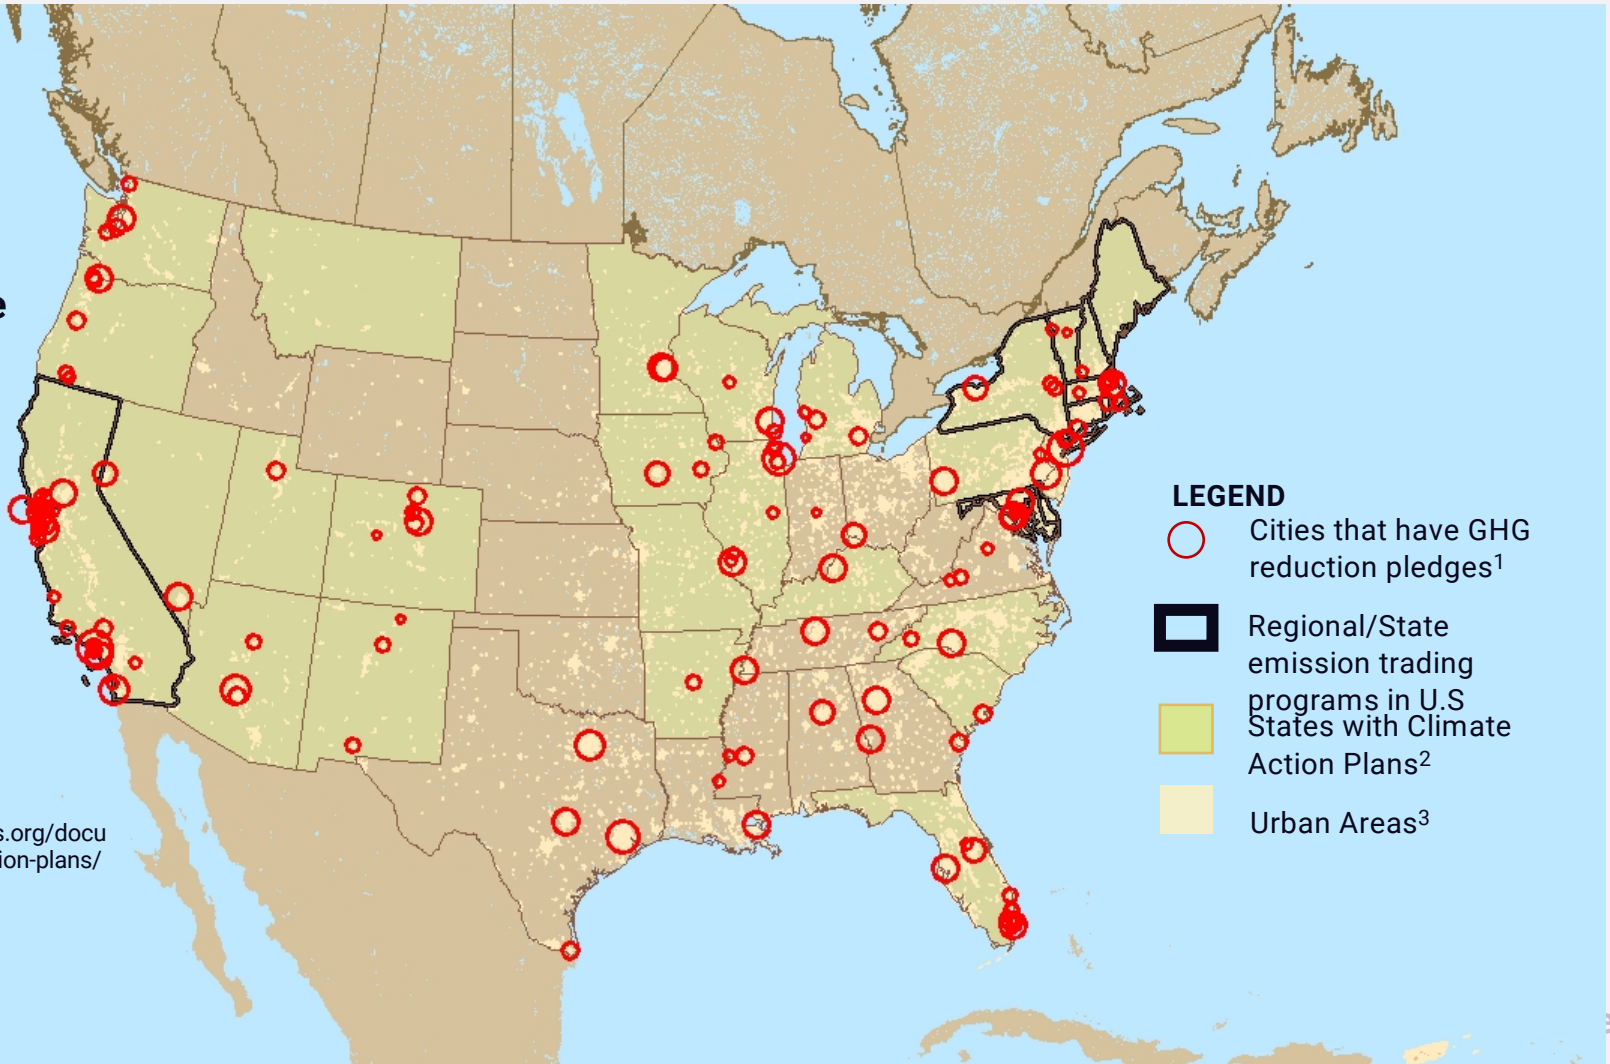 e
s.org/docu
ion-plans/
LEGEND
Cities that have GHG
reduction pledges1
Regional/State
emission trading
programs in U.S
States with Climate
Action Plans2
Urban Areas3